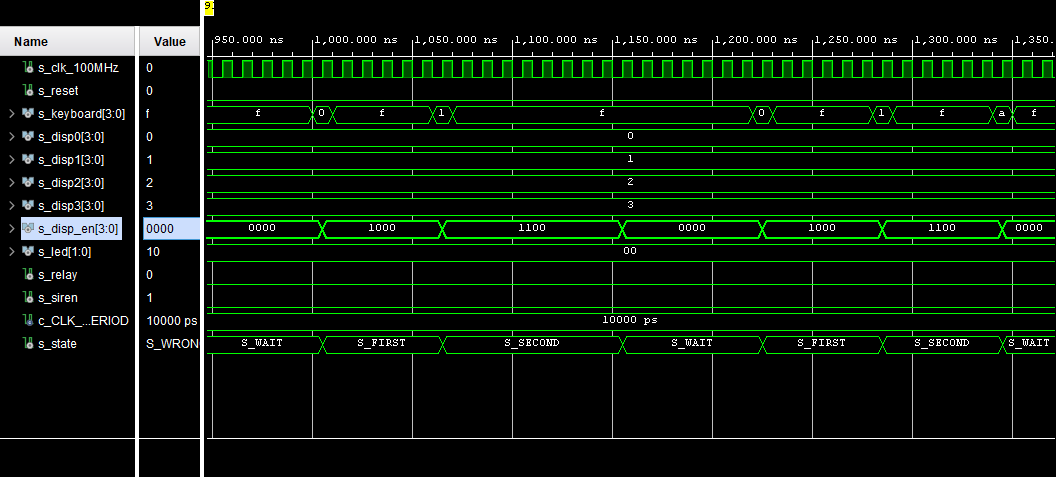 950.000 ns 1,000.000 ns 1,050.000 ns 1,100.000 ns 1,150.000 ns 1,200.000 ns 1,250.000 ns 1,300.000 ns 1,350.
Name Value
s_clk_100MHz 0
s_reset 0
s_keyboard[3:0] f f 0 f 1 f 0 f 1 f a f
s_disp0[3:0] 0 0
s_disp1[3:0] 1 1
s_disp2[3:0] 2 2
s_disp3[3:0] 3 3
s_disp_en[3:0] 0000 0000 1000 1100 0000 1000 1100 0000
s_led[1:0] 10 00
s_relay 0
s_siren 1
c_CLK_...ERIOD 10000 ps 10000 ps
s_state S_WRON S_WAIT S_FIRST S_SECOND S_WAIT S_FIRST S_SECOND S_WAIT